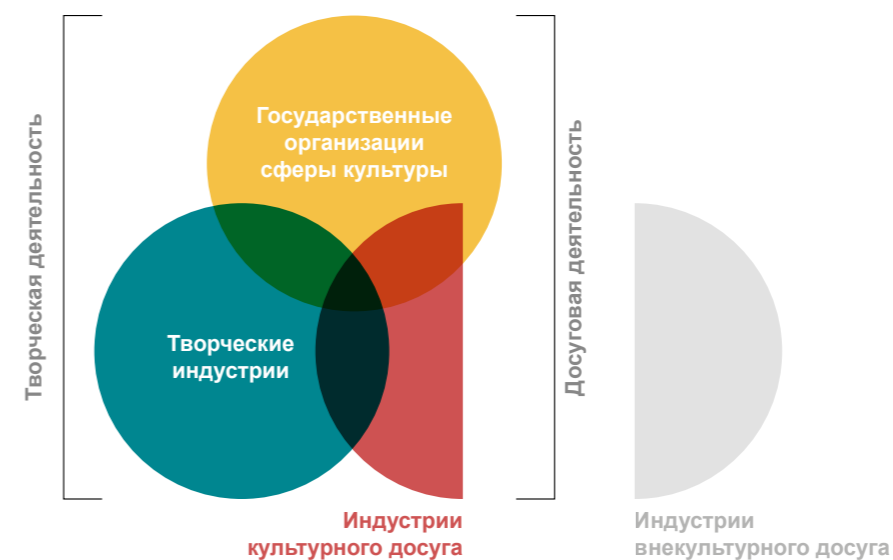 Творческая деятельность
Государственные
организации
сферы культуры
Творческие
индустрии
Досуговая деятельность
Индустрии
культурного досуга
Индустрии
внекультурного досуга